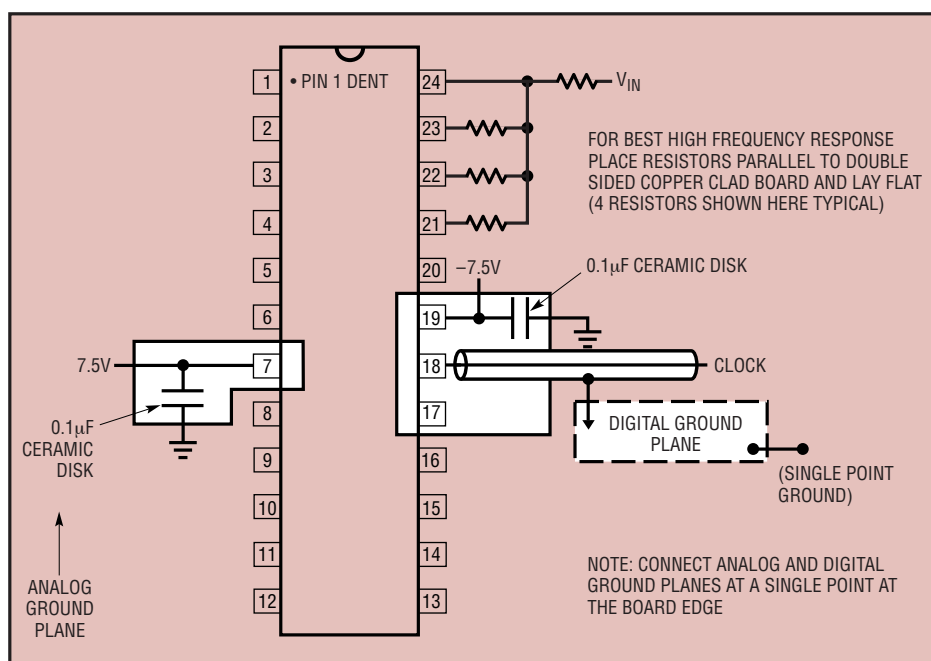 1
2
3
4
5
6
7
8
9
10
11
12
• PIN 1 DENT
24
23
22
21
20
19
18
17
16
15
14
13
VIN
FOR BEST HIGH FREQUENCY RESPONSE
PLACE RESISTORS PARALLEL TO DOUBLE
SIDED COPPER CLAD BOARD AND LAY FLAT
(4 RESISTORS SHOWN HERE TYPICAL)
–7.5V
0.1µF CERAMIC DISK
7.5V
CLOCK
0.1µF
CERAMIC
DISK
DIGITAL GROUND
PLANE
(SINGLE POINT
GROUND)
ANALOG
GROUND
PLANE
NOTE: CONNECT ANALOG AND DIGITAL
GROUND PLANES AT A SINGLE POINT AT
THE BOARD EDGE